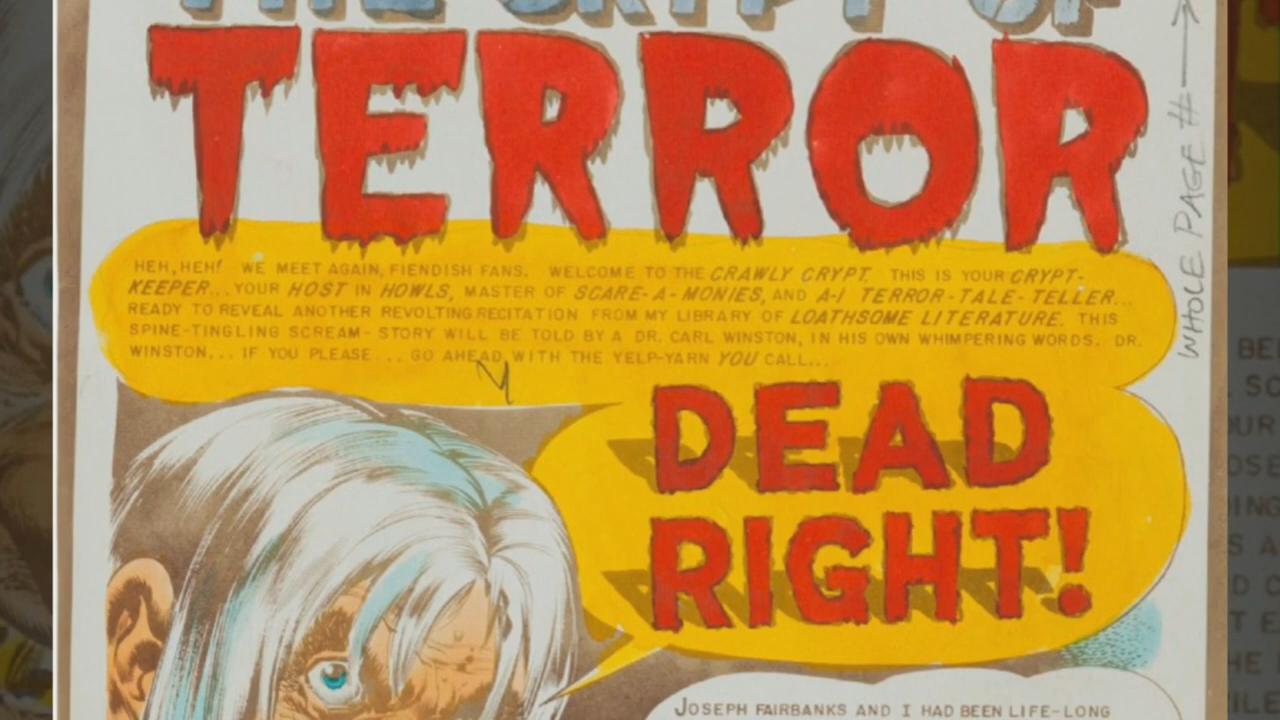 THE CRYPT OF
TERROR
WHOLE PAGE
HEH, HEH! WE MEET AGAIN, FIENDISH FANS. WELCOME TO THE CRAWLY CRYPT. THIS IS YOUR CRYPT-
KEEPER... YOUR HOST IN HOWLS, MASTER OF SCARE-A-MONIES, AND A-1 TERROR-TALE-TELLER...
READY TO REVEAL ANOTHER REVOLTING RECITATION FROM MY LIBRARY OF LOATHSOME LITERATURE. THIS
SPINE-TINGLING SCREAM-STORY WILL BE TOLD BY A DR. CARL WINSTON, IN HIS OWN WHIMPERING WORDS. DR.
WINSTON... IF YOU PLEASE... GO AHEAD WITH THE YELP-YARN YOU CALL...
DEAD
RIGHT!
JOSEPH FAIRBANKS AND I HAD BEEN LIFE-LONG